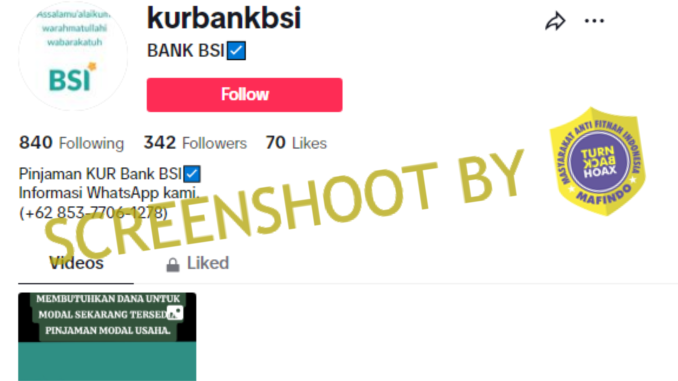 Assalamu'alaikum
warahmatullahi
wabarakatuh
BSI
kurbankbsi
BANK BSI
Follow
840 Following 342 Followers 70 Likes
Pinjaman KUR Bank BSI
Informasi WhatsApp kami.
(+62 853-7706-1278)
SCREENSHOOT BY
MASYARAKAT ANTI FITNAH INDONESIA
TURN
BACK
HOAX
MAFINDO
Videos
Liked
MEMBUTUHKAN DANA UNTUK
MODAL SEKARANG TERSED
PINJAMAN MODAL USAHA.